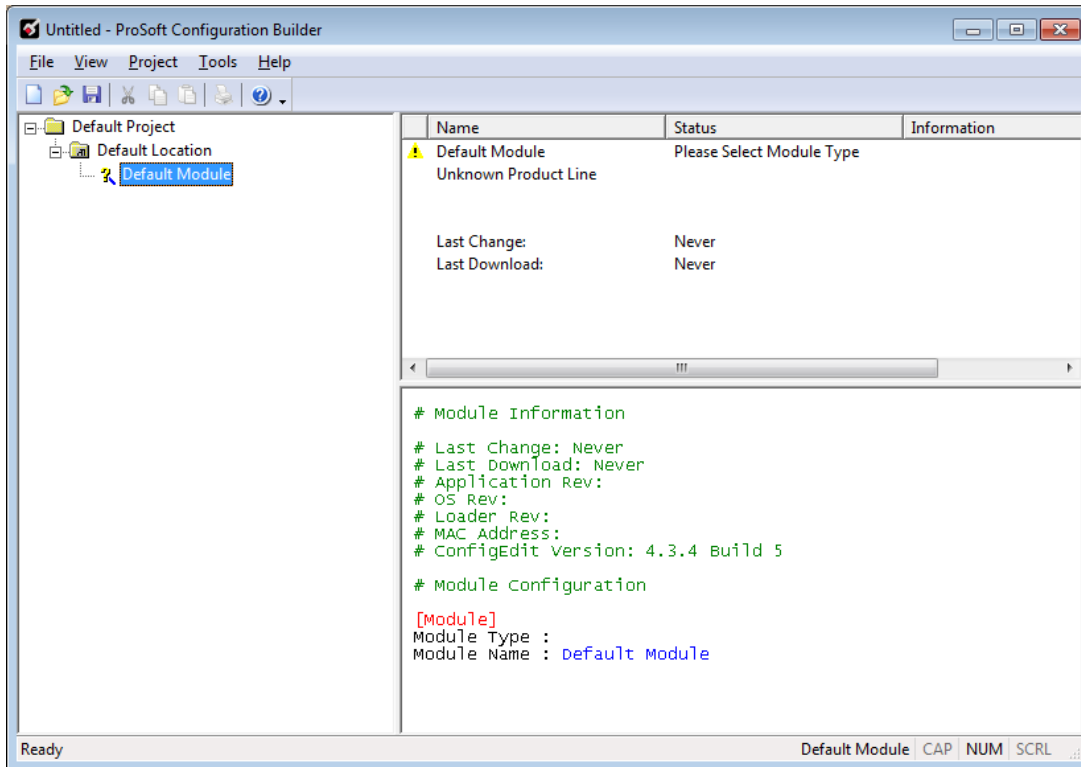 Untitled - ProSoft Configuration Builder
File View Project Tools Help
Default Project
Default Location
Default Module
Name Status Information
Default Module Please Select Module Type
Unknown Product Line
Last Change: Never
Last Download: Never
# Module Information
# Last Change: Never
# Last Download: Never
# Application Rev:
# OS Rev:
# Loader Rev:
# MAC Address:
# ConfigEdit Version: 4.3.4 Build 5
# Module Configuration
[Module]
Module Type :
Module Name : Default Module
Ready Default Module CAP NUM SCRL